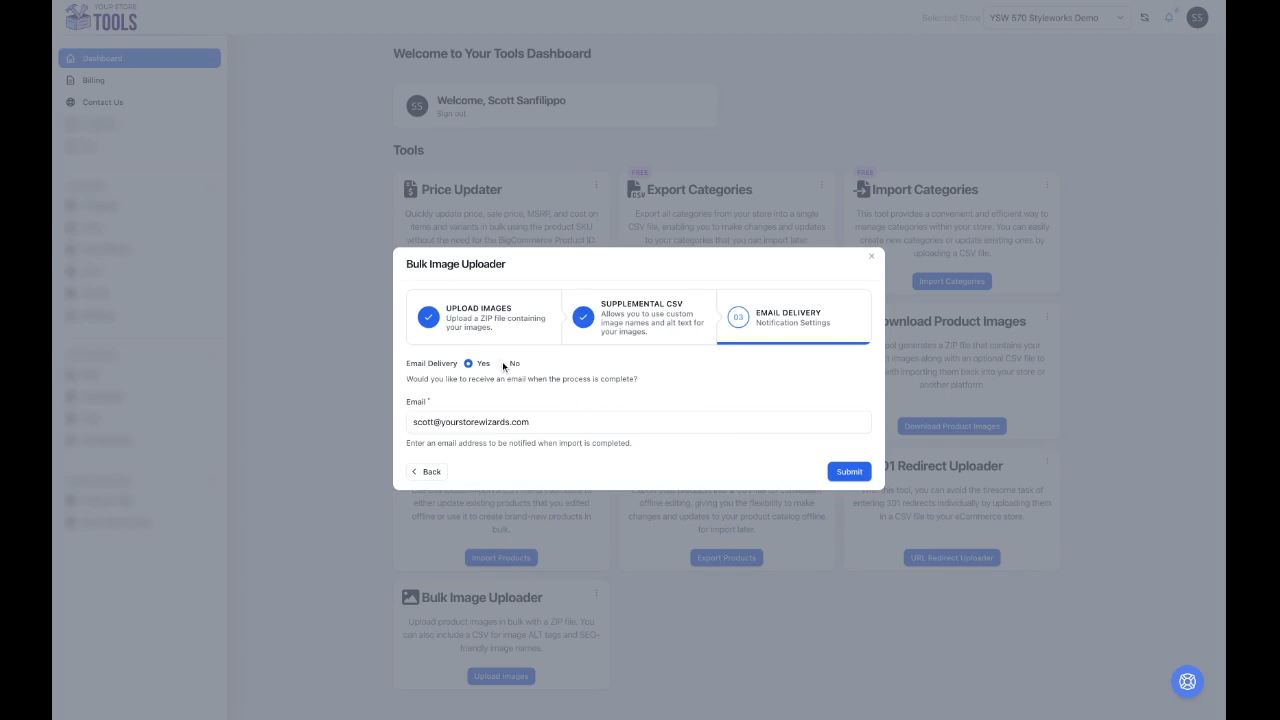 YOUR STORE
TOOLS
Selected Store
YSW 570 Styleworks Demo
SS
Dashboard
Billing
Contact Us
Welcome to Your Tools Dashboard
SS
Welcome, Scott Sanfilippo
Sign out
Tools
Price Updater
Quickly update price, sale price, MSRP, and cost on
items and variants in bulk using the product SKU
without the need for the BigCommerce Product ID.
FREE
CSV
Export Categories
Export all categories from your store into a single
CSV file, enabling you to make changes and
updates to your categories that you can import later.
FREE
Import Categories
This tool provides a convenient and efficient way to
manage categories within your store. You can easily
create new categories or update existing ones by
uploading a CSV file.
Import Categories
Bulk Image Uploader
UPLOAD IMAGES
Upload a ZIP file containing
your images.
SUPPLEMENTAL CSV
Allows you to use custom
image names and alt text for
your images.
03
EMAIL DELIVERY
Notification Settings
Email Delivery
Yes
No
Would you like to receive an email when the process is complete?
Email *
scott@yourstorewizards.com
Enter an email address to be notified when import is completed.
Back
Submit
wnload Product Images
tool generates a ZIP file that contains your
images along with an optional CSV file to
with importing them back into your store or
another platform.
Download Product Images
01 Redirect Uploader
this tool, you can avoid the tiresome task of
entering 301 redirects individually by uploading them
in a CSV file to your eCommerce store.
URL Redirect Uploader
either update existing products that you edited
offline or use it to create brand-new products in
bulk.
Import Products
editing, giving you the flexibility to make
changes and updates to your product catalog offline
for import later.
Export Products
Bulk Image Uploader
Upload product images in bulk with a ZIP file. You
can also include a CSV for image ALT tags and SEO-
friendly image names.
Upload Images